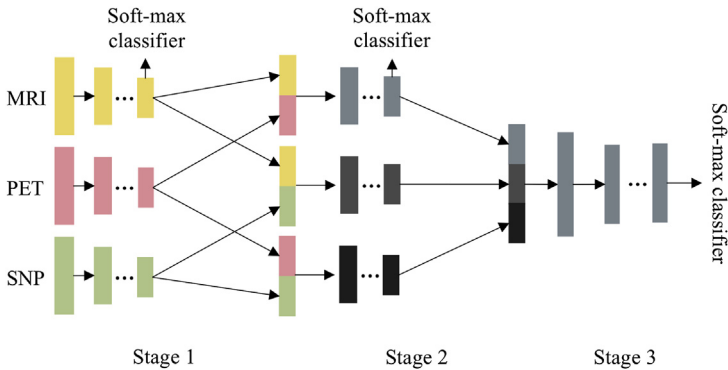 Soft-max
classifier
Soft-max
classifier
MRI
PET
SNP
Soft-max classifier
Stage 1
Stage 2
Stage 3